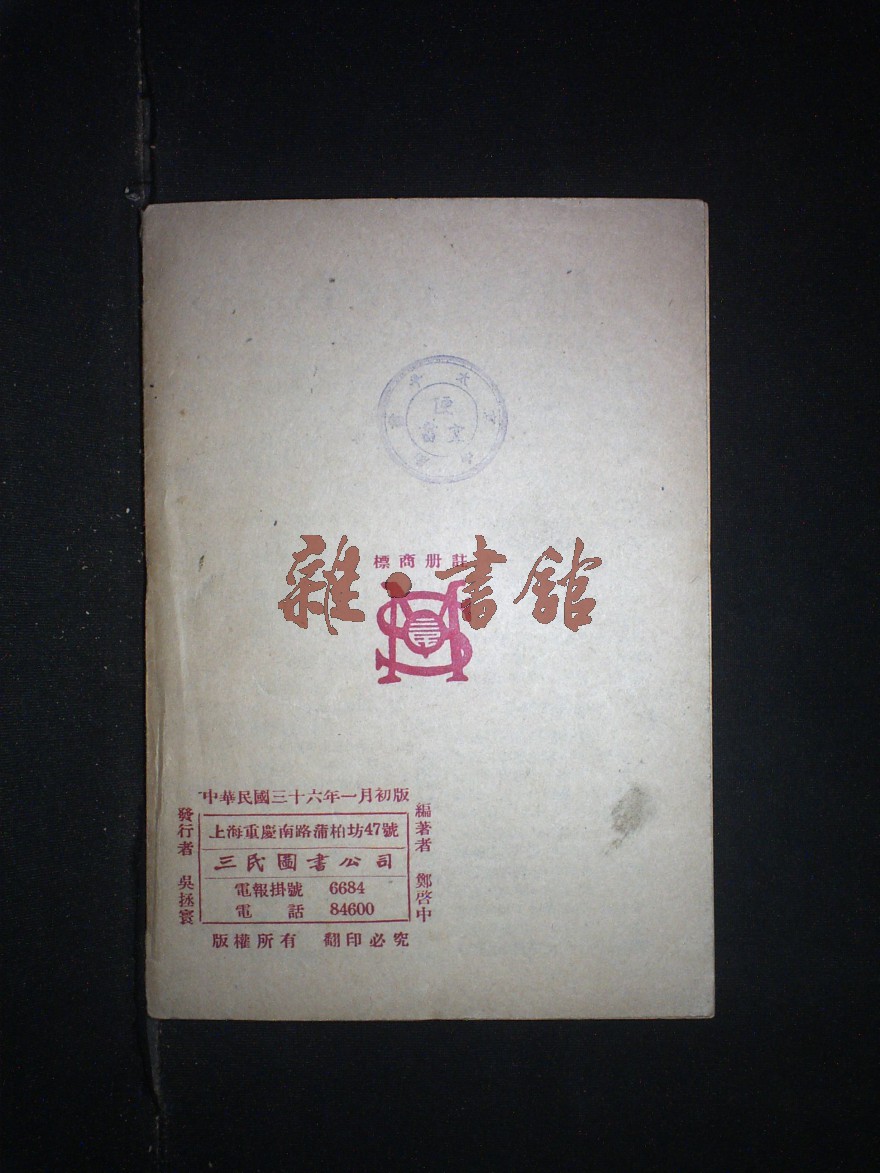 標商册註
雜·書館
三民
中華民國三十六年一月初版
編著者 鄭啓中
上海重慶南路蒲柏坊47號
三民圖書公司
電報掛號 6684
電話 84600
發行者 吳拯寰
版權所有 翻印必究